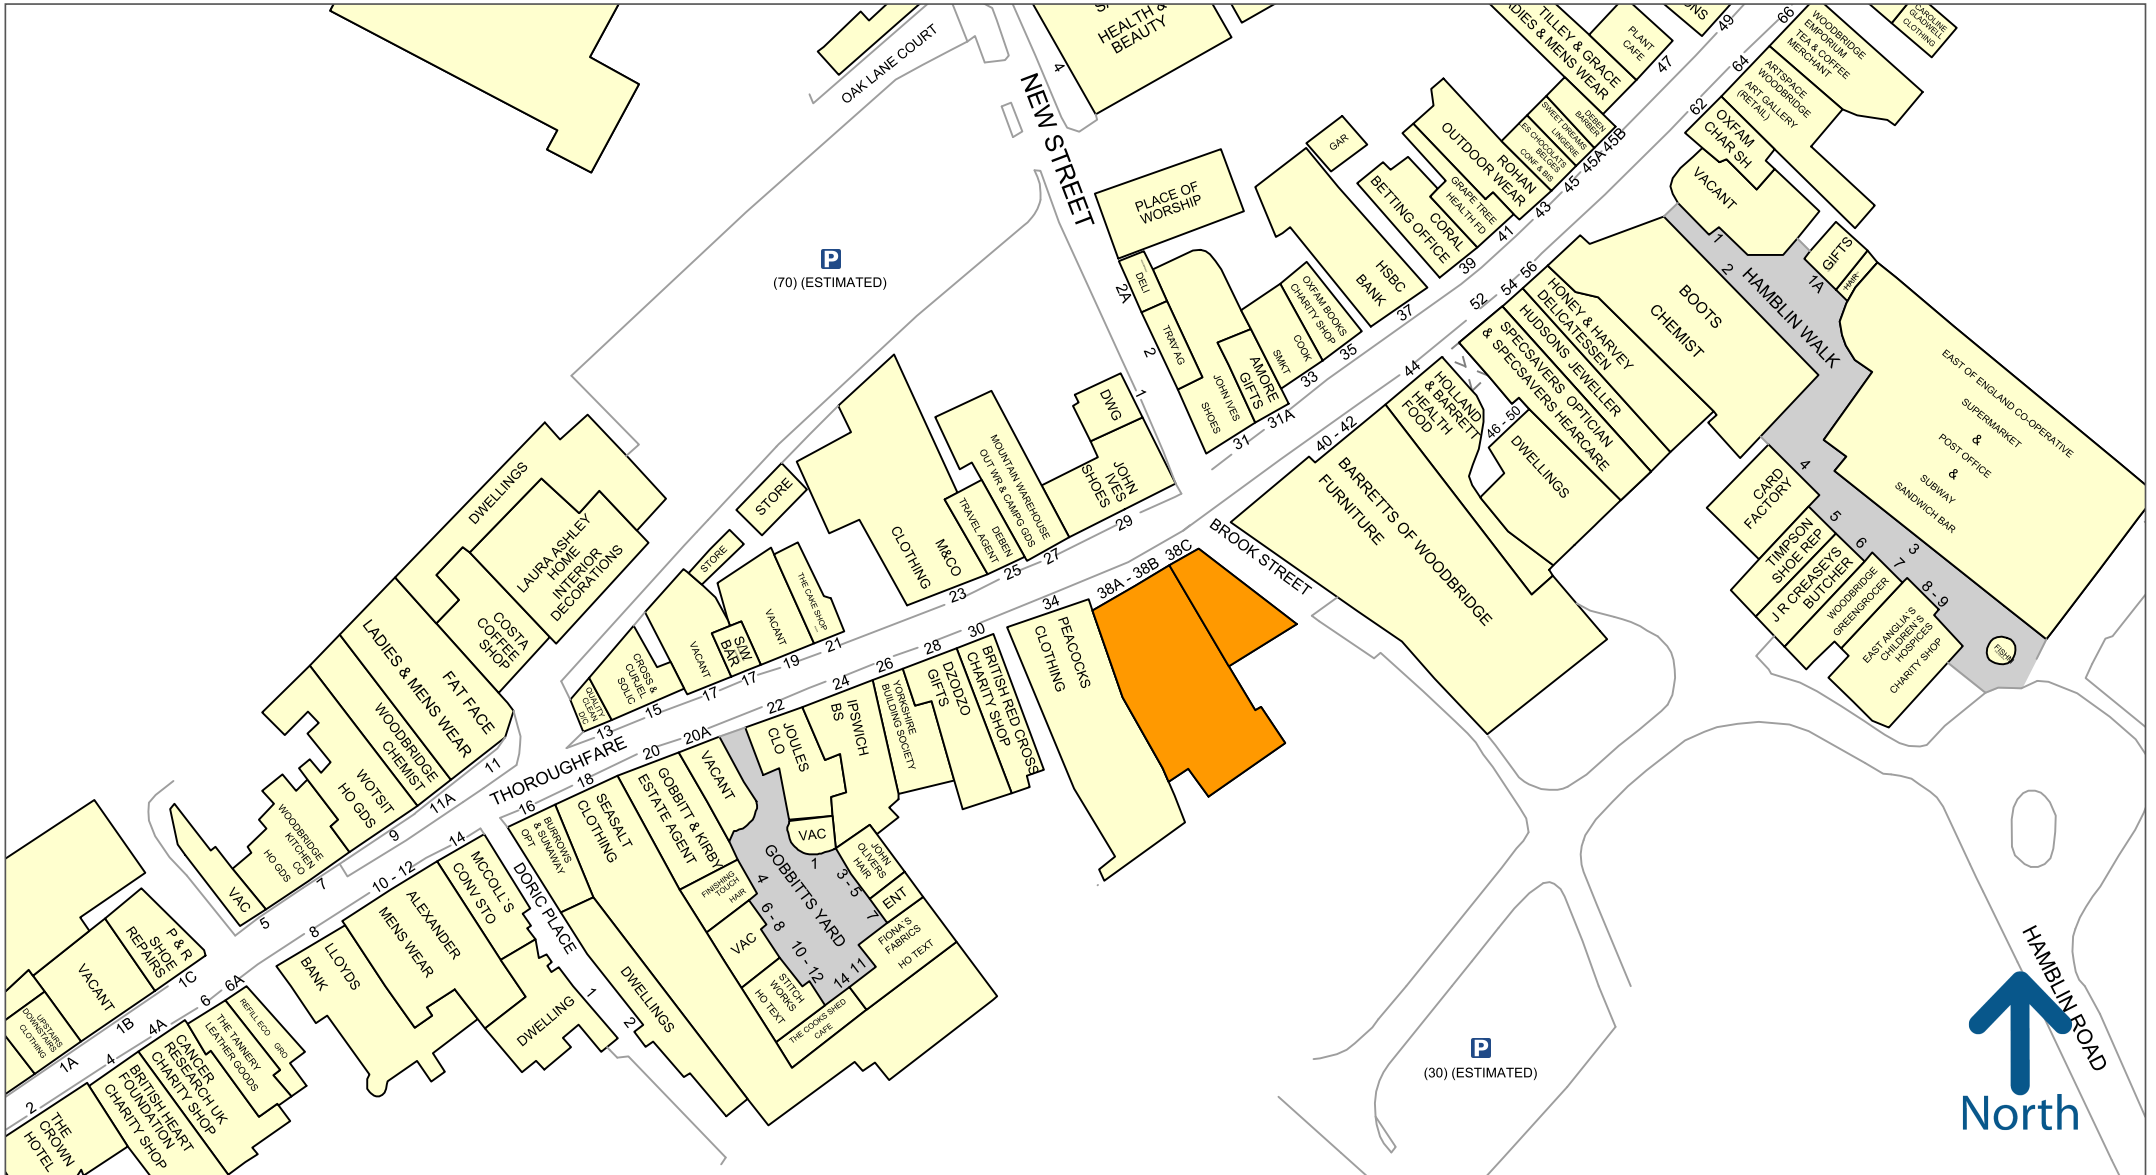 HEALTH &
BEAUTY
4
OAK LANE COURT
NEW STREET
TILLEY & GRACE
LADIES & MENS WEAR
PLANT
CAFE
47
49
66
64
62
WOODBRIDGE
EMPORIUM
TEA & COFFEE
MERCHANT
CAROLINE
GLADWELL
CLOTHING
ARTSPACE
WOODBRIDGE
ART GALLERY
(RETAIL)
OXFAM
CHAR SH
VACANT
DEBEN
BARBER
SWEET DREAMS
LINGERIE
ES CHOCOLATS
BELGES
CONF & BIS
45
45A
45B
ROHAN
OUTDOOR WEAR
43
GRAPE TREE
HEALTH FD
41
CORAL
BETTING OFFICE
39
GAR
HSBC
BANK
37
PLACE OF
WORSHIP
DELI
2A
TRAV AG
2
OXFAM BOOKS
CHARITY SHOP
35
COOK
SMKT
33
AMORE
GIFTS
31A
JOHN IVES
SHOES
31
P
(70) (ESTIMATED)
1
DWG
JOHN
IVES
SHOES
29
MOUNTAIN WAREHOUSE
OUT WR & CAMPG GDS
27
DEBEN
TRAVEL AGENT
25
M&CO
CLOTHING
23
STORE
STORE
THE CAKE SHOP
21
VACANT
19
S/W
BAR
17
VACANT
17
CROSS &
CURJEL
SOLIC
15
QUALITY
CLEAN
D/C
13
DWELLINGS
LAURA ASHLEY
HOME
INTERIOR
DECORATIONS
COSTA
COFFEE
SHOP
FAT FACE
LADIES & MENS WEAR
11
WOODBRIDGE
CHEMIST
11A
WOTSIT
HO GDS
9
WOODBRIDGE
KITCHEN
CO
HO GDS
7
VAC
5
P & R
SHOE
REPAIRS
1C
VACANT
1B
UPSTAIRS
DOWNSTAIRS
CLOTHING
1A
THOROUGHFARE
2
THE
CROWN
HOTEL
4
BRITISH HEART
FOUNDATION
CHARITY SHOP
4A
CANCER
RESEARCH UK
CHARITY SHOP
6
THE TANNERY
LEATHER GOODS
6A
REFILL ECO
GRO
8
LLOYDS
BANK
10 - 12
ALEXANDER
MENS WEAR
14
MCCOLL`S
CONV STO
DORIC PLACE
DWELLING
1
2
DWELLINGS
16
BURROWS
& SUNAWAY
OPT
18
SEASALT
CLOTHING
20
GOBBITT & KIRBY
ESTATE AGENT
20A
VACANT
22
JOULES
CLO
24
IPSWICH
BS
26
YORKSHIRE
BUILDING SOCIETY
28
DZODZO
GIFTS
30
BRITISH RED CROSS
CHARITY SHOP
34
PEACOCKS
CLOTHING
38A - 38B
38C
BROOK STREET
VAC
1
GOBBITTS YARD
JOHN
OLIVERS
HAIR
3 - 5
ENT
7
FIONA`S
FABRICS
HO TEXT
11
14
THE COOKS SHED
CAFE
10 - 12
STITCH
WORKS
HO TEXT
6 - 8
VAC
4
FINISHING
TOUCH
HAIR
40 - 42
BARRETTS OF WOODBRIDGE
FURNITURE
44
HOLLAND
& BARRETT
HEALTH
FOOD
46 - 50
DWELLINGS
52
SPECSAVERS OPTICIAN
& SPECSAVERS HEARCARE
54
HUDSONS JEWELLER
56
HONEY & HARVEY
DELICATESSEN
BOOTS
CHEMIST
1
2
HAMBLIN WALK
1A
GIFTS
HAIR
EAST OF ENGLAND CO-OPERATIVE
SUPERMARKET
&
POST OFFICE
&
SUBWAY
SANDWICH BAR
3
4
CARD
FACTORY
5
TIMPSON
SHOE REP
6
J R CREASEYS
BUTCHER
7
WOODBRIDGE
GREENGROCER
8 - 9
EAST ANGLIA`S
CHILDREN`S
HOSPICES
CHARITY SHOP
P
(30) (ESTIMATED)
HAMBLIN ROAD
North